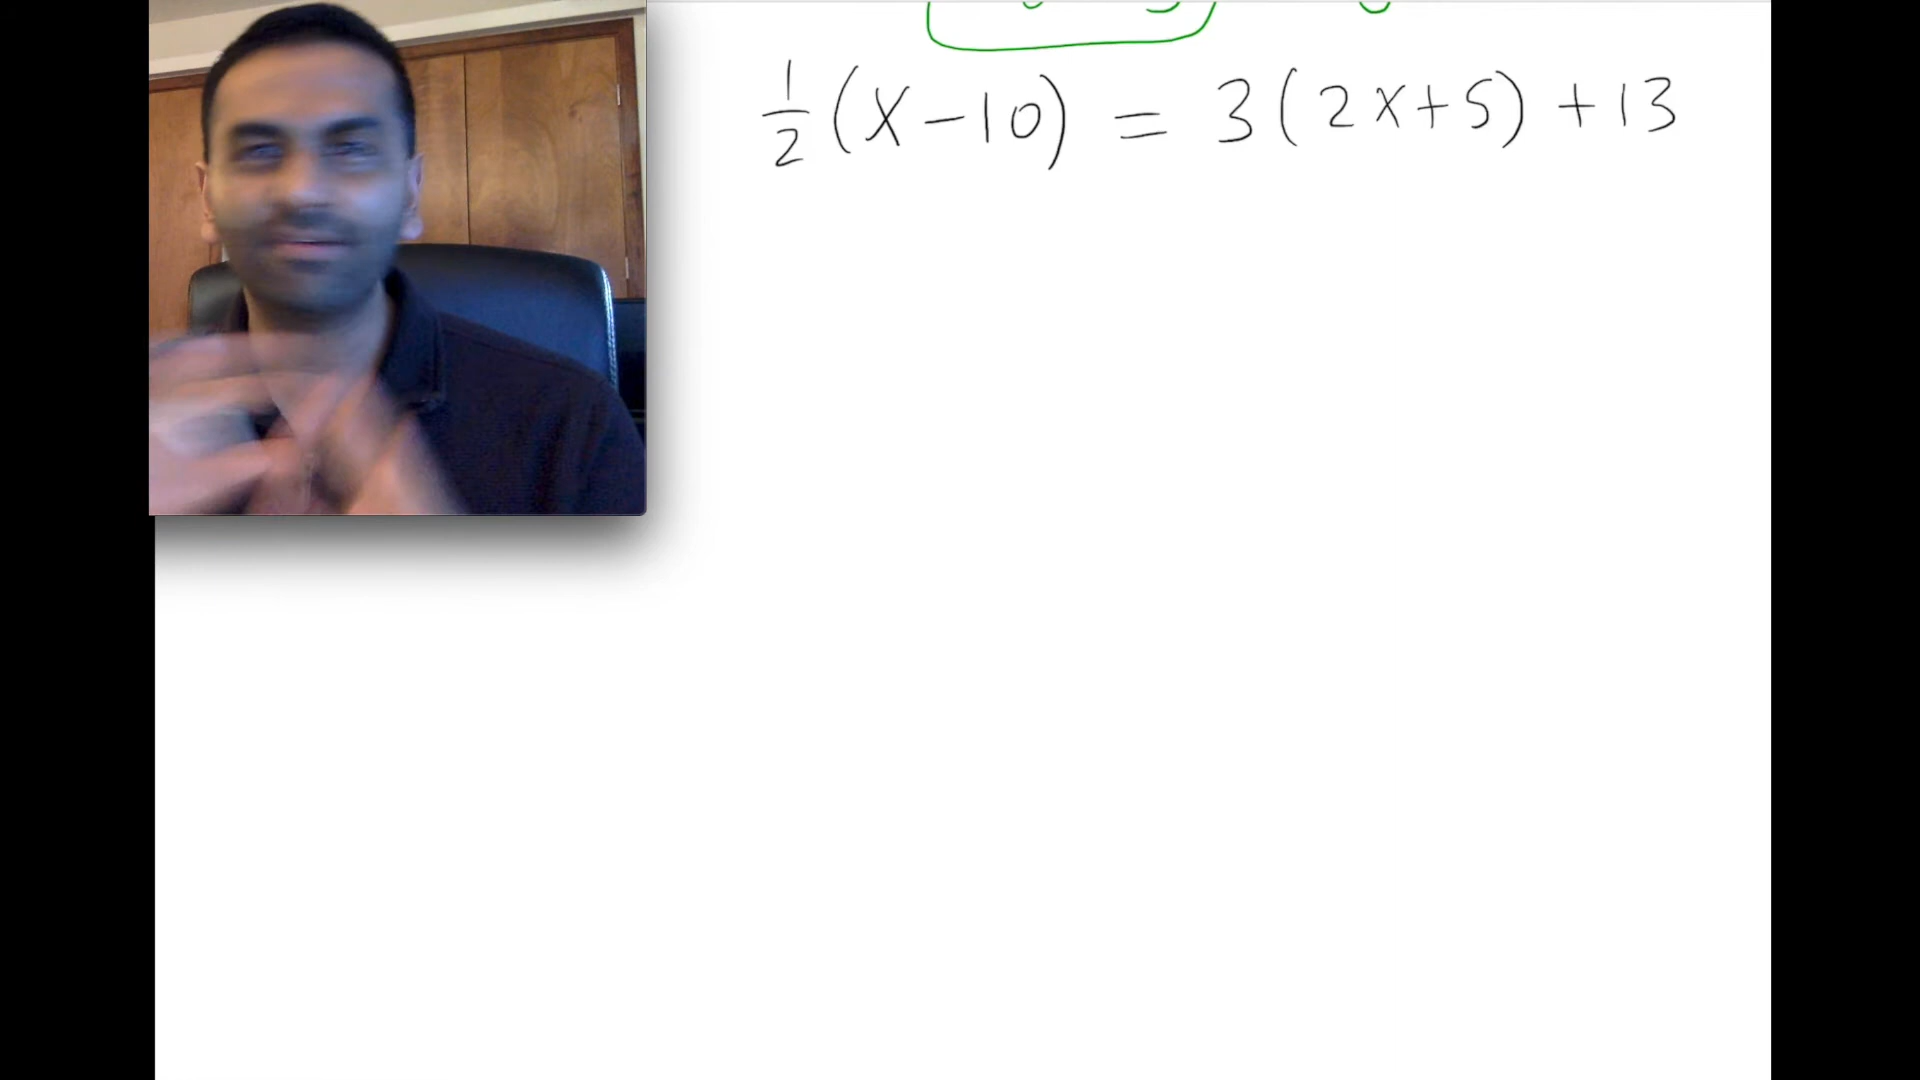 1/2 (x-10) = 3(2x+5) + 13